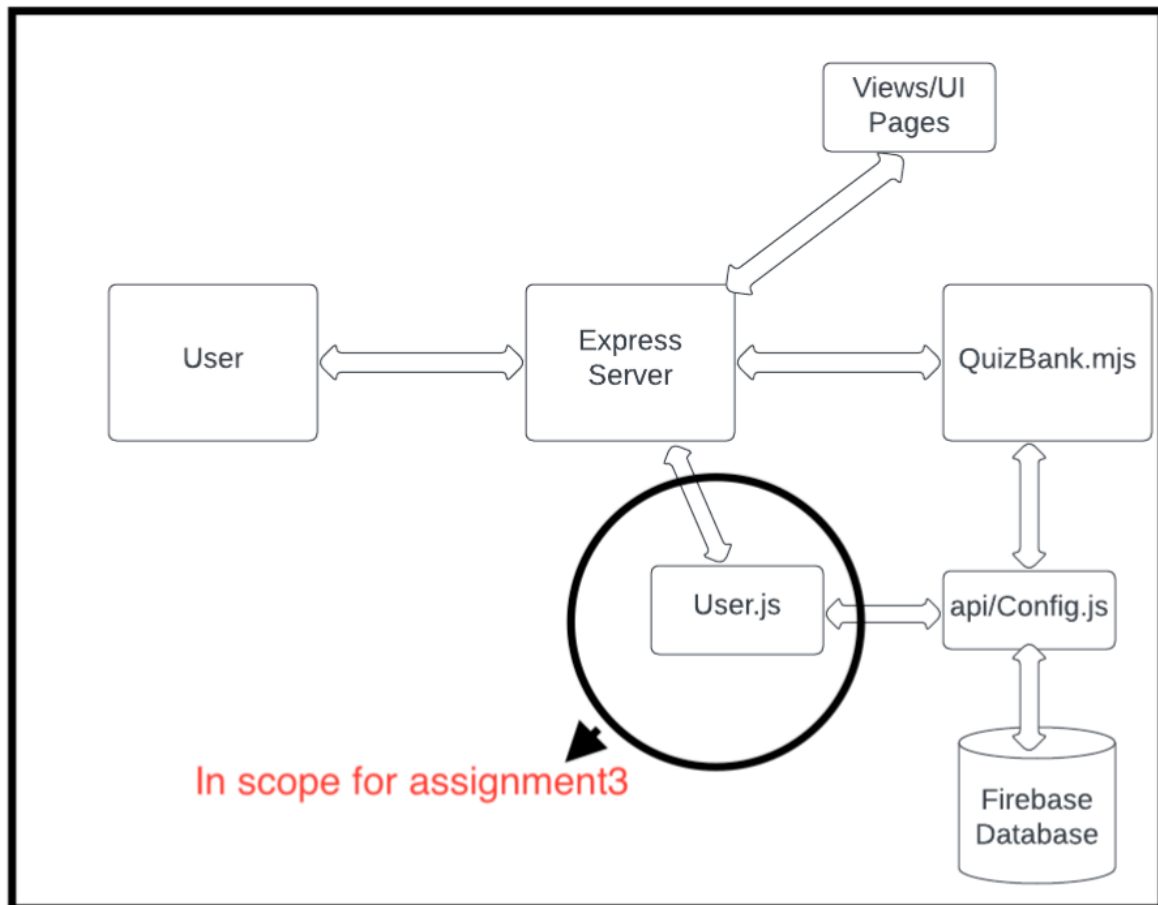 Views/UI
Pages
User
Express
Server
QuizBank.mjs
User.js
api/Config.js
In scope for assignment3
Firebase
Database